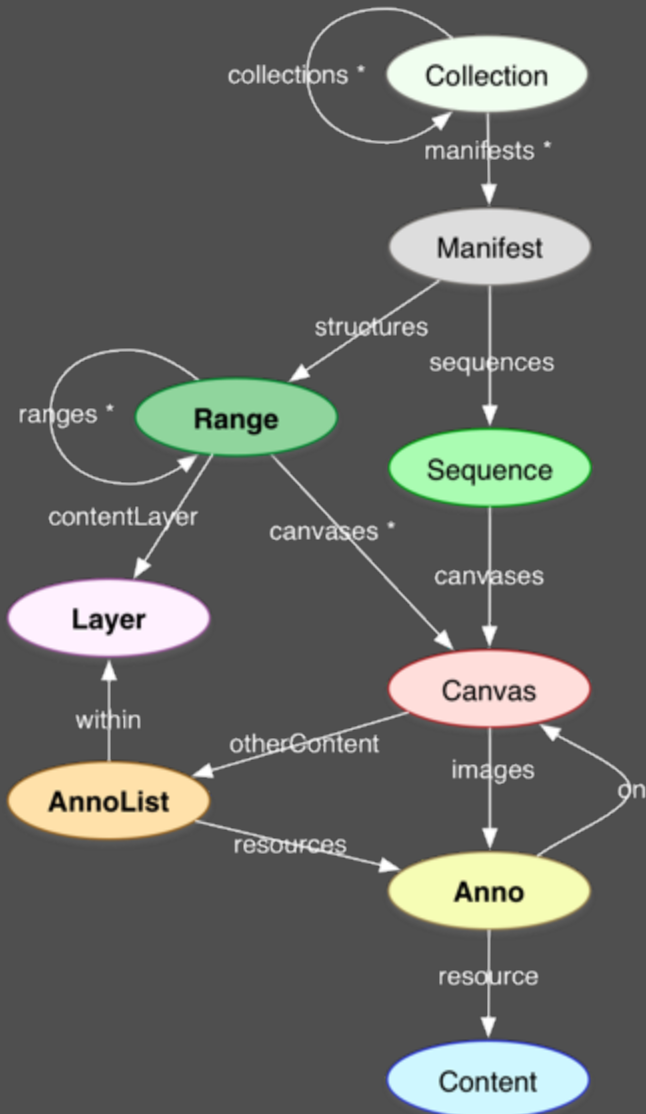 collections *
Collection
manifests *
Manifest
structures
sequences
ranges *
Range
Sequence
contentLayer
canvases *
canvases
Layer
Canvas
within
otherContent
images
on
AnnoList
resources
Anno
resource
Content